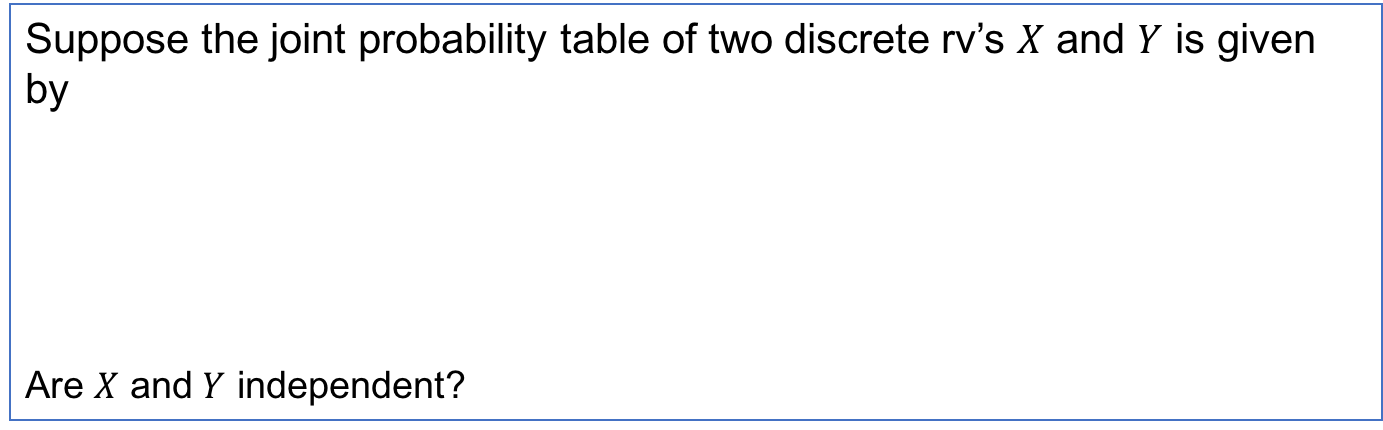 Suppose the joint probability table of two discrete rv’s X and Y is given
by
Are X and Y independent?